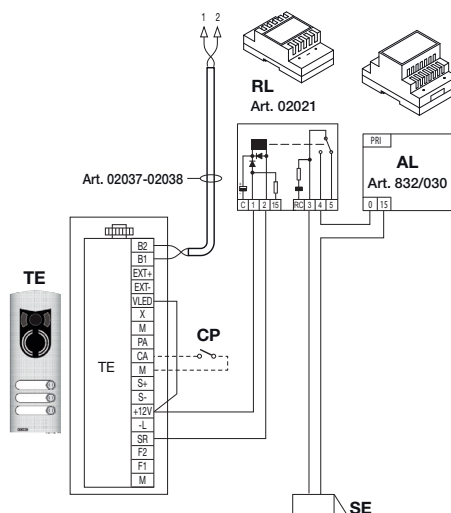 1 2
RL
Art. 02021
PRI
AL
Art. 832/030
0 15
C 1 2 15 RC 3 4 5
Art. 02037-02038
TE
TE
B2
B1
EXT+
EXT-
VLED
X
M
PA
CA
M
S+
S-
+12V
-L
SR
F2
F1
M
CP
SE